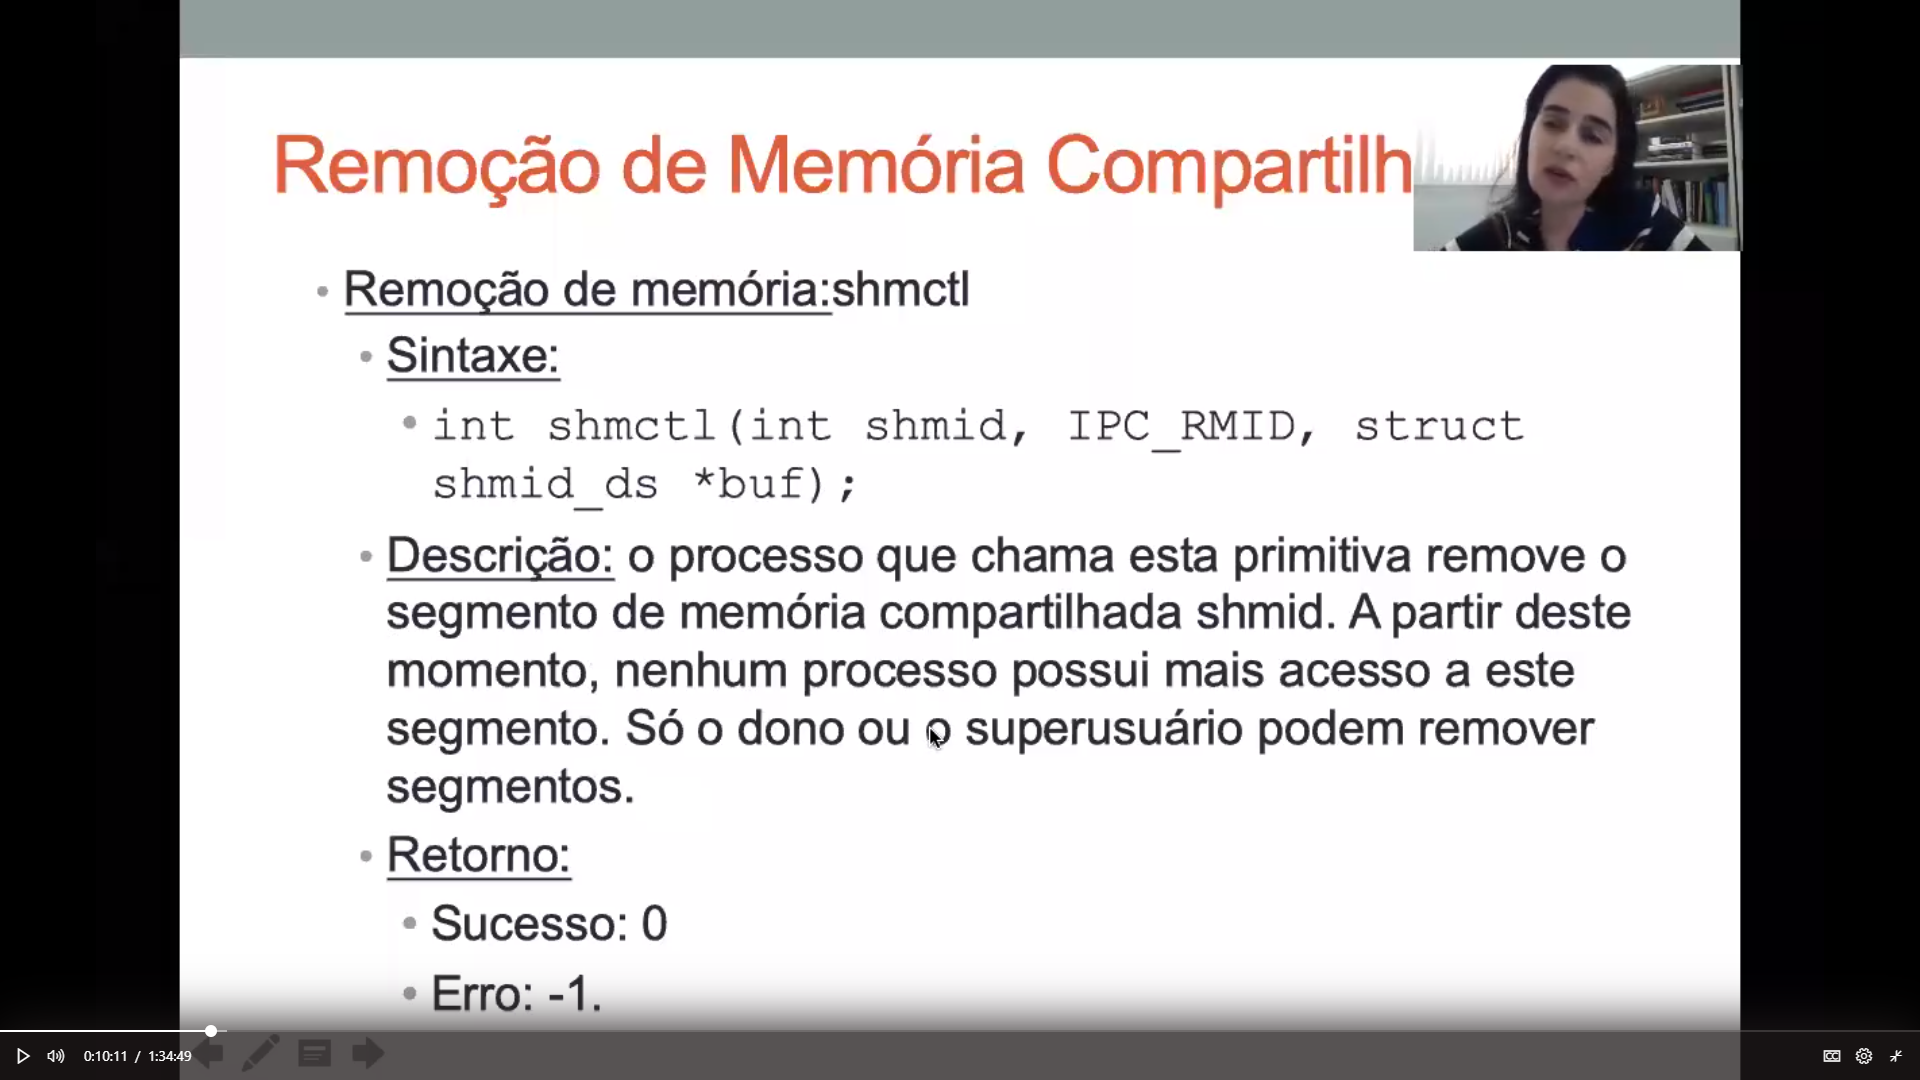 Remoção de Memória Compartilh
Remoção de memória:shmctl
Sintaxe:
int shmctl(int shmid, IPC_RMID, struct
shmid_ds *buf);
Descrição: o processo que chama esta primitiva remove o
segmento de memória compartilhada shmid. A partir deste
momento, nenhum processo possui mais acesso a este
segmento. Só o dono ou o superusuário podem remover
segmentos.
Retorno:
Sucesso: 0
Erro: -1.
0:10:11 / 1:34:49
CC